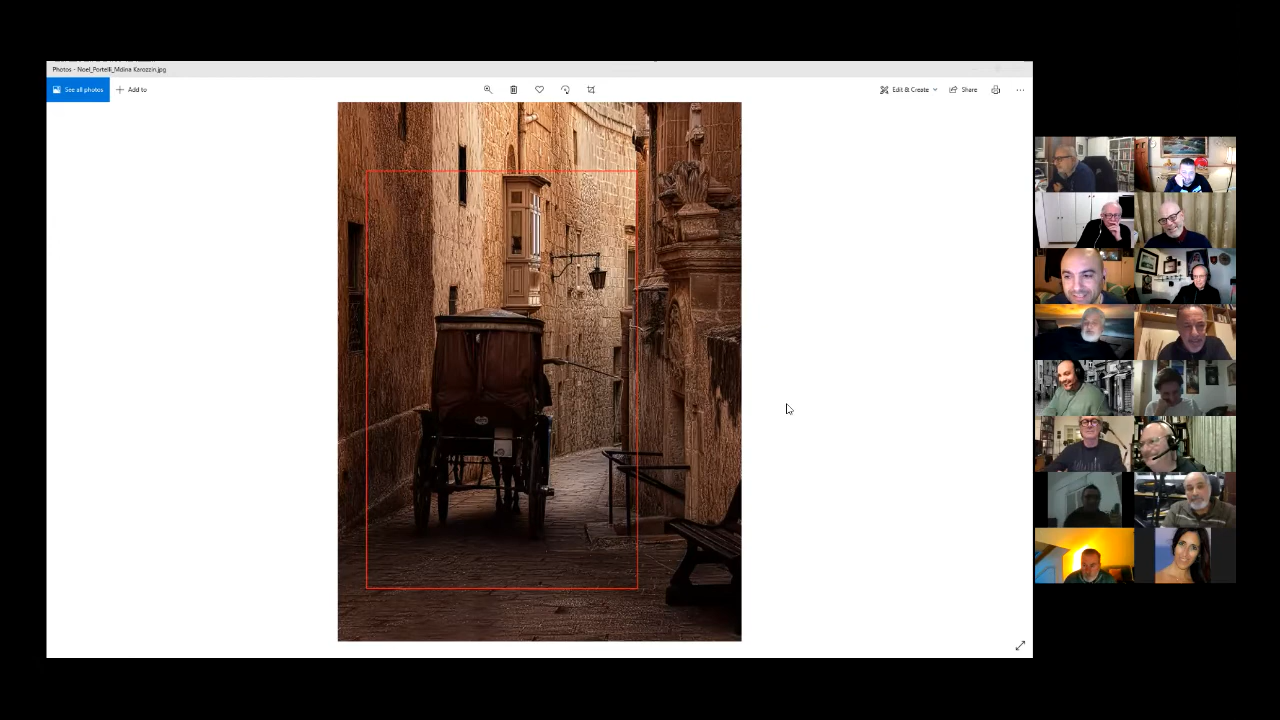 Photos - Noel_Portelli_Mdina Karozzin.jpg
See all photos
Add to
Edit & Create
Share